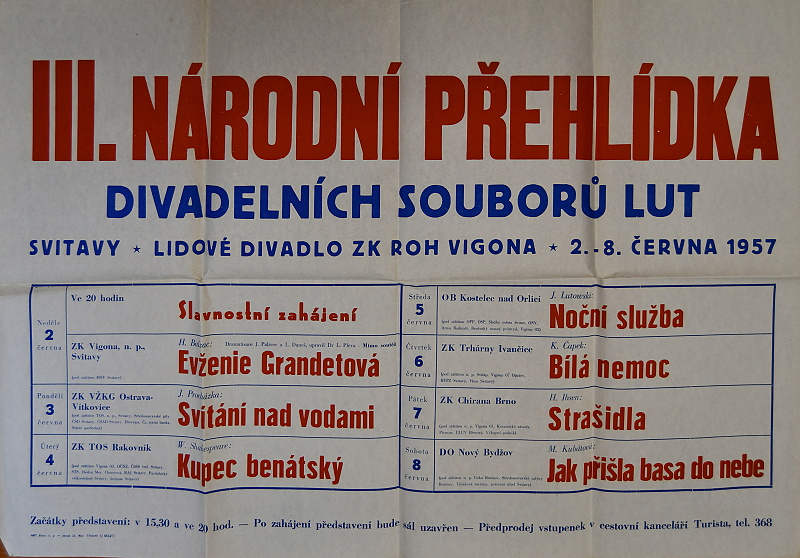 III. NÁRODNÍ PŘEHLÍDKA
DIVADELNÍCH SOUBORŮ LUT
SVITAVY ★ LIDOVÉ DIVADLO ZK ROH VIGONA ★ 2.-8. ČERVNA 1957
Neděle
2
června
Ve 20 hodin
Slavnostní zahájení
ZK Vigona, n. p.,
Svitavy
H. Balzac:
Mimo soutěž
Evženie Grandetová
Pondělí
3
června
ZK VŽKG Ostrava-
Vítkovice
J. Procházka:
Svítání nad vodami
Úterý
4
června
ZK TOS Rakovník
W. Shakespeare:
Kupec benátský
Středa
5
června
OB Kostelec nad Orlicí
J. Lutowski:
Noční služba
Čtvrtek
6
června
ZK Trhúrny Ivančice
K. Čapek:
Bílá nemoc
Pátek
7
června
ZK Chirana Brno
H. Ibsen:
Strašidla
Sobota
8
června
DO Nový Bydžov
M. Kubátová:
Jak přišla basa do nebe
Začátky představení: v 15,30 a ve 20 hod. — Po zahájení představení bude sál uzavřen — Předprodej vstupenek v cestovní kanceláři Turista, tel. 368